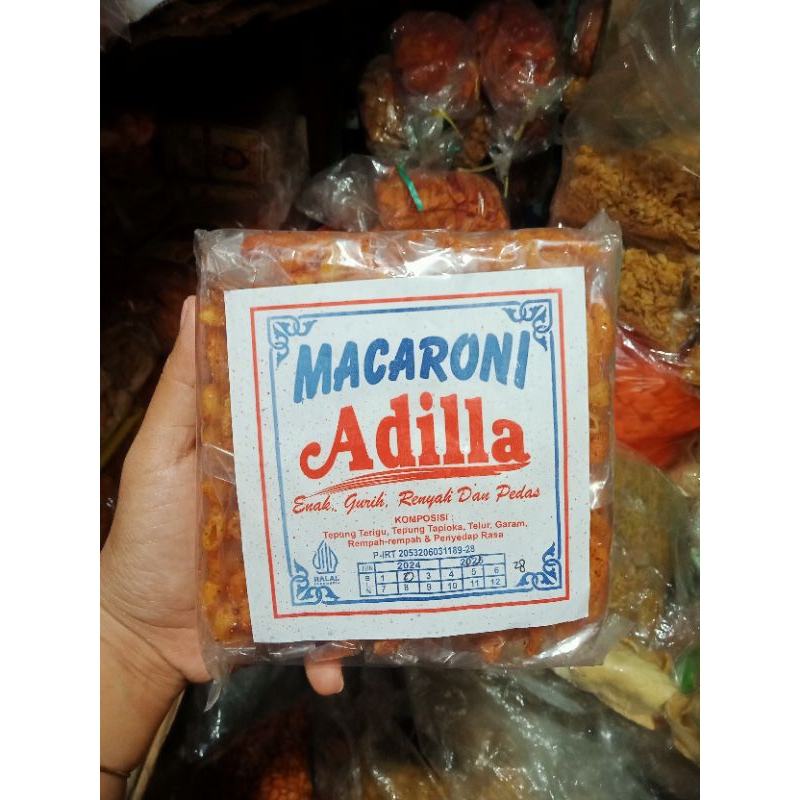 MACARONI
Adilla
Enak, Gurih, Renyah Dan Pedas
KOMPOSISI :
Tepung Terigu, Tepung Tapioka, Telur, Garam,
Rempah-rempah & Penyedap Rasa
P-IRT 2053206031189-28
HALAL
2024
B 1 3 4 5 6 28
N 7 8 9 10 11 12